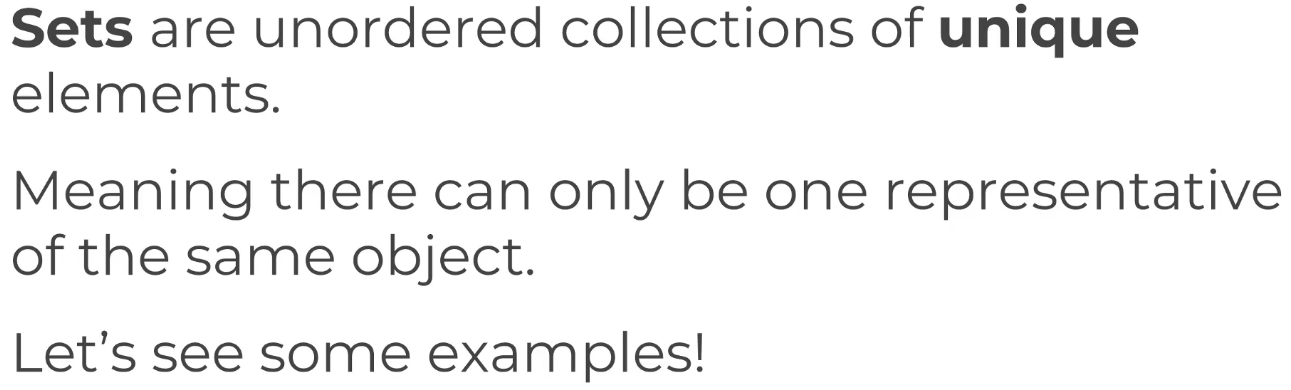 Sets are unordered collections of unique
elements.
Meaning there can only be one representative
of the same object.
Let’s see some examples!